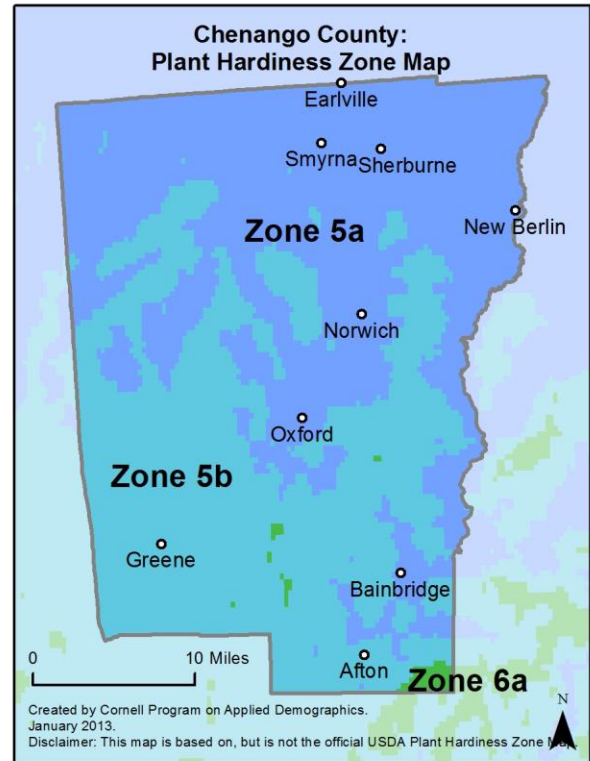 Chenango County:
Plant Hardiness Zone Map
Earlville
Smyrna
Sherburne
New Berlin
Zone 5a
Norwich
Oxford
Zone 5b
Greene
Bainbridge
Afton
Zone 6a
0 10 Miles
N
Created by Cornell Program on Applied Demographics.
January 2013.
Disclaimer: This map is based on, but is not the official USDA Plant Hardiness Zone Map.